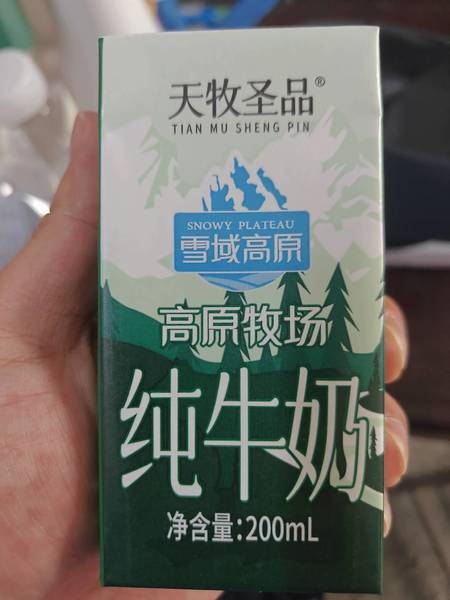 天牧圣品®
TIAN MU SHENG PIN
SNOWY PLATEAU
雪域高原
高原牧场
纯牛奶
净含量:200mL